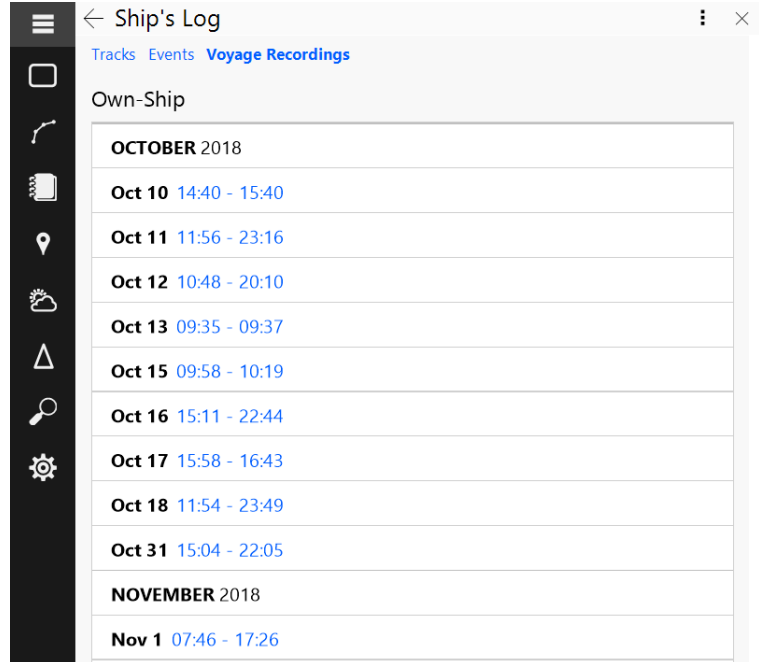 Ship's Log
Tracks Events Voyage Recordings
Own-Ship
OCTOBER 2018
Oct 10 14:40 - 15:40
Oct 11 11:56 - 23:16
Oct 12 10:48 - 20:10
Oct 13 09:35 - 09:37
Oct 15 09:58 - 10:19
Oct 16 15:11 - 22:44
Oct 17 15:58 - 16:43
Oct 18 11:54 - 23:49
Oct 31 15:04 - 22:05
NOVEMBER 2018
Nov 1 07:46 - 17:26